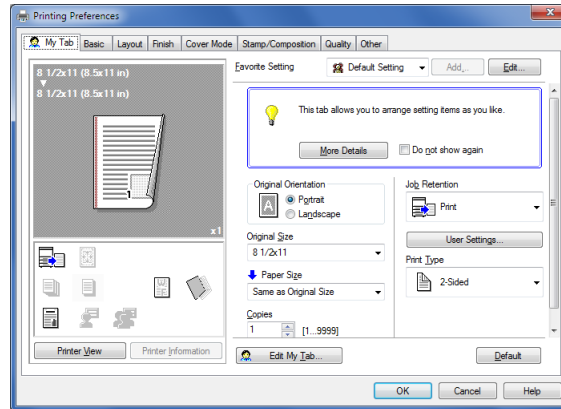 Printing Preferences
My Tab Basic Layout Finish Cover Mode Stamp/Composition Quality Other
8 1/2x11 (8.5x11 in)
8 1/2x11 (8.5x11 in)
1
x1
Printer View Printer Information
Favorite Setting Default Setting Add... Edit...
This tab allows you to arrange setting items as you like.
More Details Do not show again
Original Orientation
A
Portrait
Landscape
Original Size
8 1/2x11
Paper Size
Same as Original Size
Copies
1 [1...9999]
Job Retention
Print
User Settings...
Print Type
2-Sided
Edit My Tab... Default
OK Cancel Help